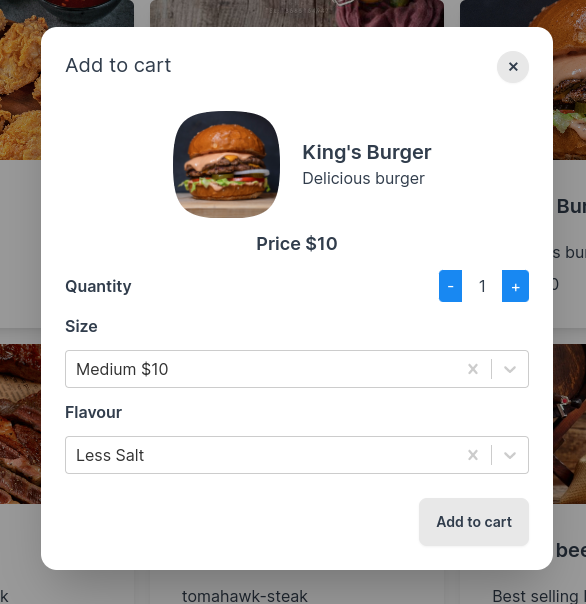 Add to cart
×
King's Burger
Delicious burger
Price $10
Quantity
- 1 +
Size
Medium $10
Flavour
Less Salt
Add to cart
Bur
s bur
0
bee
k
tomahawk-steak
Best selling